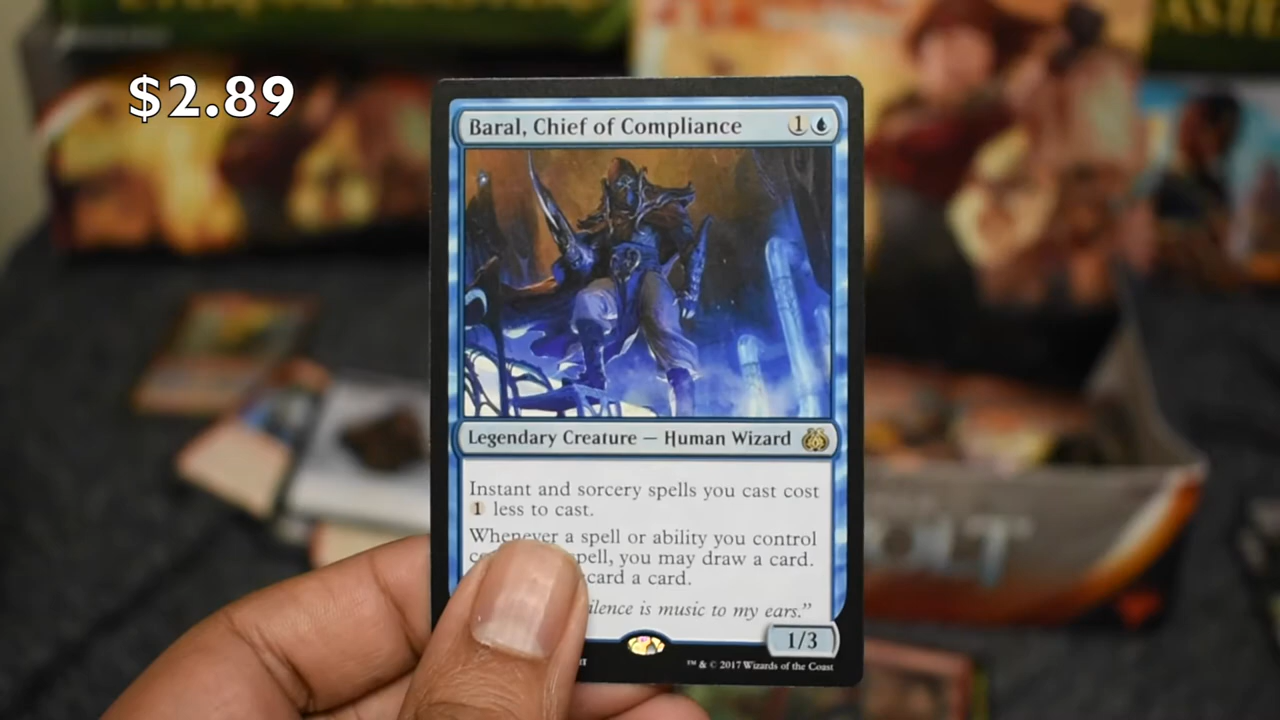 $2.89
Baral, Chief of Compliance
1
Legendary Creature — Human Wizard
Instant and sorcery spells you cast cost
1 less to cast.
Whenever a spell or ability you control
spell, you may draw a card.
card a card.
ilence is music to my ears.”
1/3
™ & © 2017 Wizards of the Coast